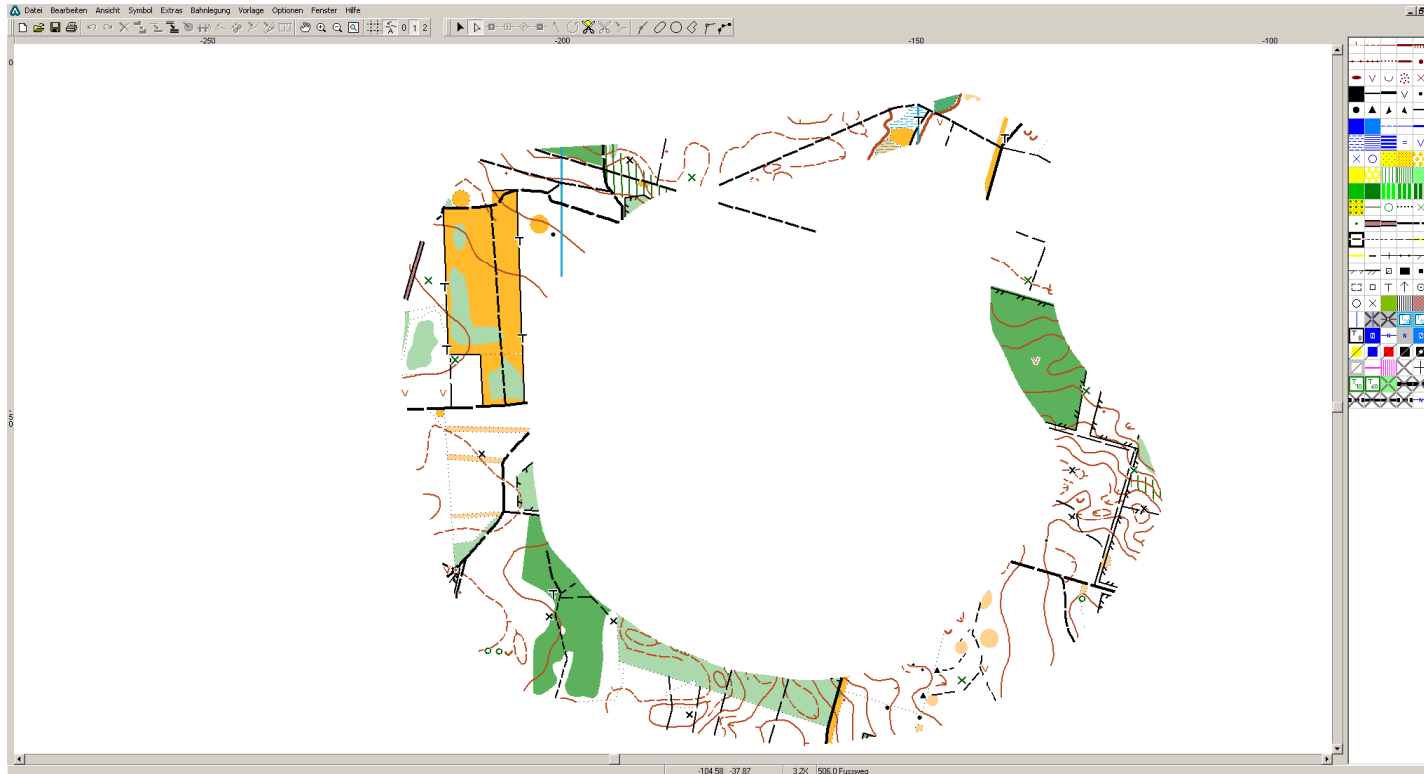 Datei Bearbeiten Ansicht Symbol Extras Bahnlegung Vorlage Optionen Fenster Hilfe
0 1 2
-250 -200 -150 -100
0
50
T
T
T
T
T
T
T
T
-104.58 -37.87 3.2X 506.0 Fussweg